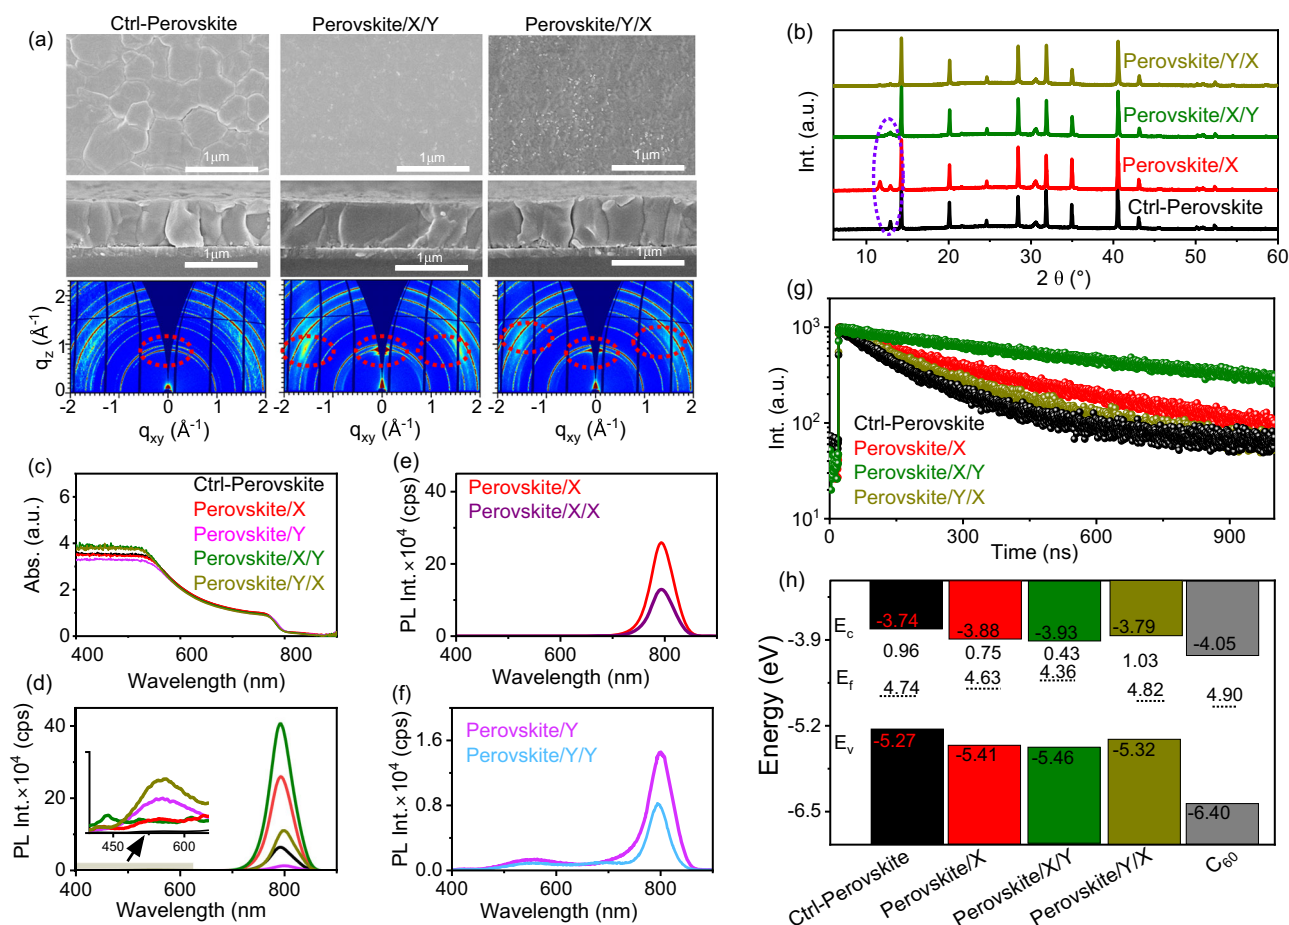 (a)
Ctrl-Perovskite
Perovskite/X/Y
Perovskite/Y/X
1μm
1μm
1μm
1μm
1μm
1μm
q_z (Å⁻¹)
2
1
0
-2 -1 0 1 2
-1 0 1 2
-2 -1 0 1 2
q_xy (Å⁻¹)
q_xy (Å⁻¹)
q_xy (Å⁻¹)
(b)
Int. (a.u.)
Perovskite/Y/X
Perovskite/X/Y
Perovskite/X
Ctrl-Perovskite
10 20 30 40 50 60
2 θ (°)
(c)
Abs. (a.u.)
6
4
2
0
Ctrl-Perovskite
Perovskite/X
Perovskite/Y
Perovskite/X/Y
Perovskite/Y/X
400 600 800
Wavelength (nm)
(d)
PL Int.×10⁴ (cps)
40
20
0
450 600
400 600 800
Wavelength (nm
(e)
PL Int.×10⁴ (cps)
40
20
0
Perovskite/X
Perovskite/X/X
400 600 800
Wavelength (nm)
(f)
PL Int.×10⁴ (cps)
1.6
0.8
0.0
Perovskite/Y
Perovskite/Y/Y
400 600 800
Wavelength (nm)
(g)
Int. (a.u.)
10³
10²
10¹
Ctrl-Perovskite
Perovskite/X
Perovskite/X/Y
Perovskite/Y/X
0 300 600 900
Time (ns)
(h)
Energy (eV)
-3.9
-5.2
-6.5
E_c
E_f
E_v
-3.74 -3.88 -3.93 -3.79 -4.05
0.96 0.75 0.43 1.03
4.74 4.63 4.36 4.82 4.90
-5.27 -5.41 -5.46 -5.32 -6.40
Ctrl-Perovskite
Perovskite/X
Perovskite/X/Y
Perovskite/Y/X
C₆₀